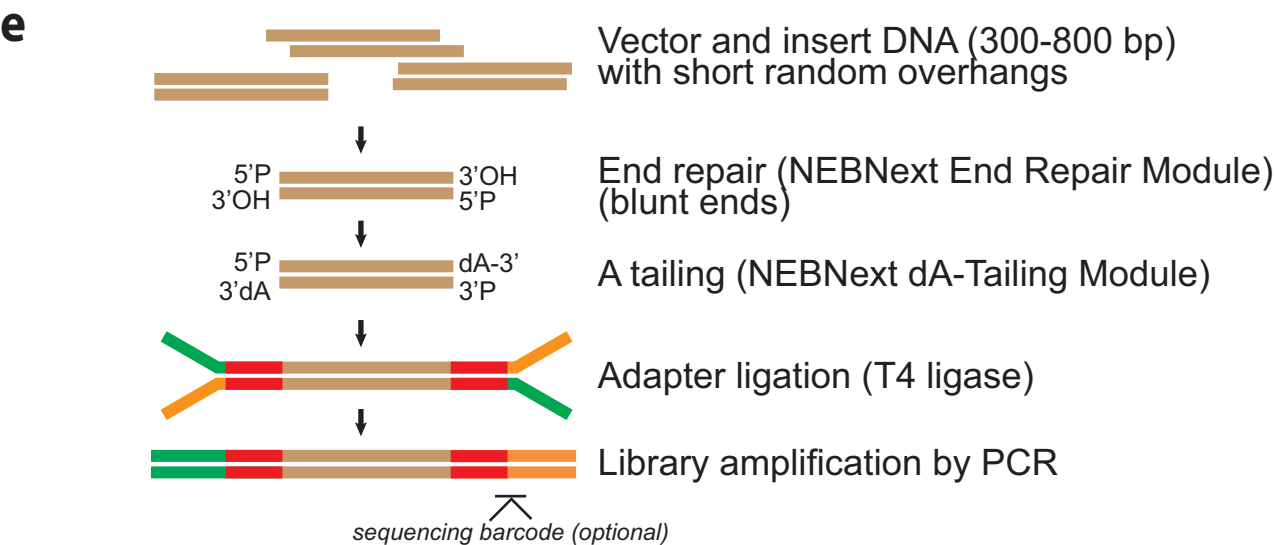 e
Vector and insert DNA (300-800 bp)
with short random overhangs
5’P
3’OH
3’OH
5’P
End repair (NEBNext End Repair Module)
(blunt ends)
5’P
dA-3’
3’dA
3’P
A tailing (NEBNext dA-Tailing Module)
Adapter ligation (T4 ligase)
Library amplification by PCR
sequencing barcode (optional)